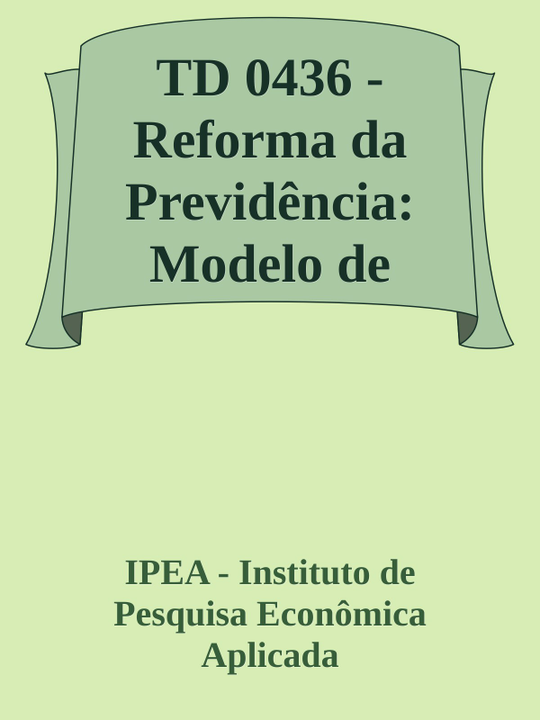 TD 0436 -
Reforma da
Previdência:
Modelo de
IPEA - Instituto de
Pesquisa Econômica
Aplicada